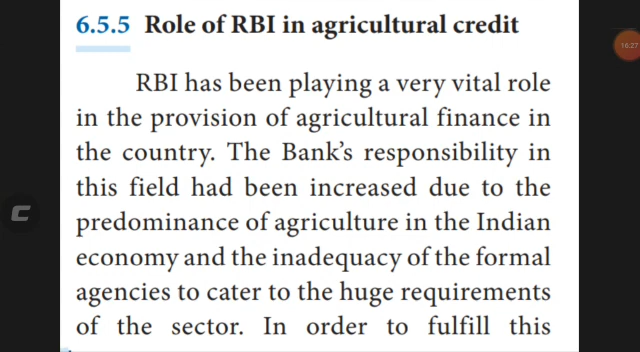 6.5.5 Role of RBI in agricultural credit
RBI has been playing a very vital role
in the provision of agricultural finance in
the country. The Bank's responsibility in
this field had been increased due to the
predominance of agriculture in the Indian
economy and the inadequacy of the formal
agencies to cater to the huge requirements
of the sector. In order to fulfill this
16:27